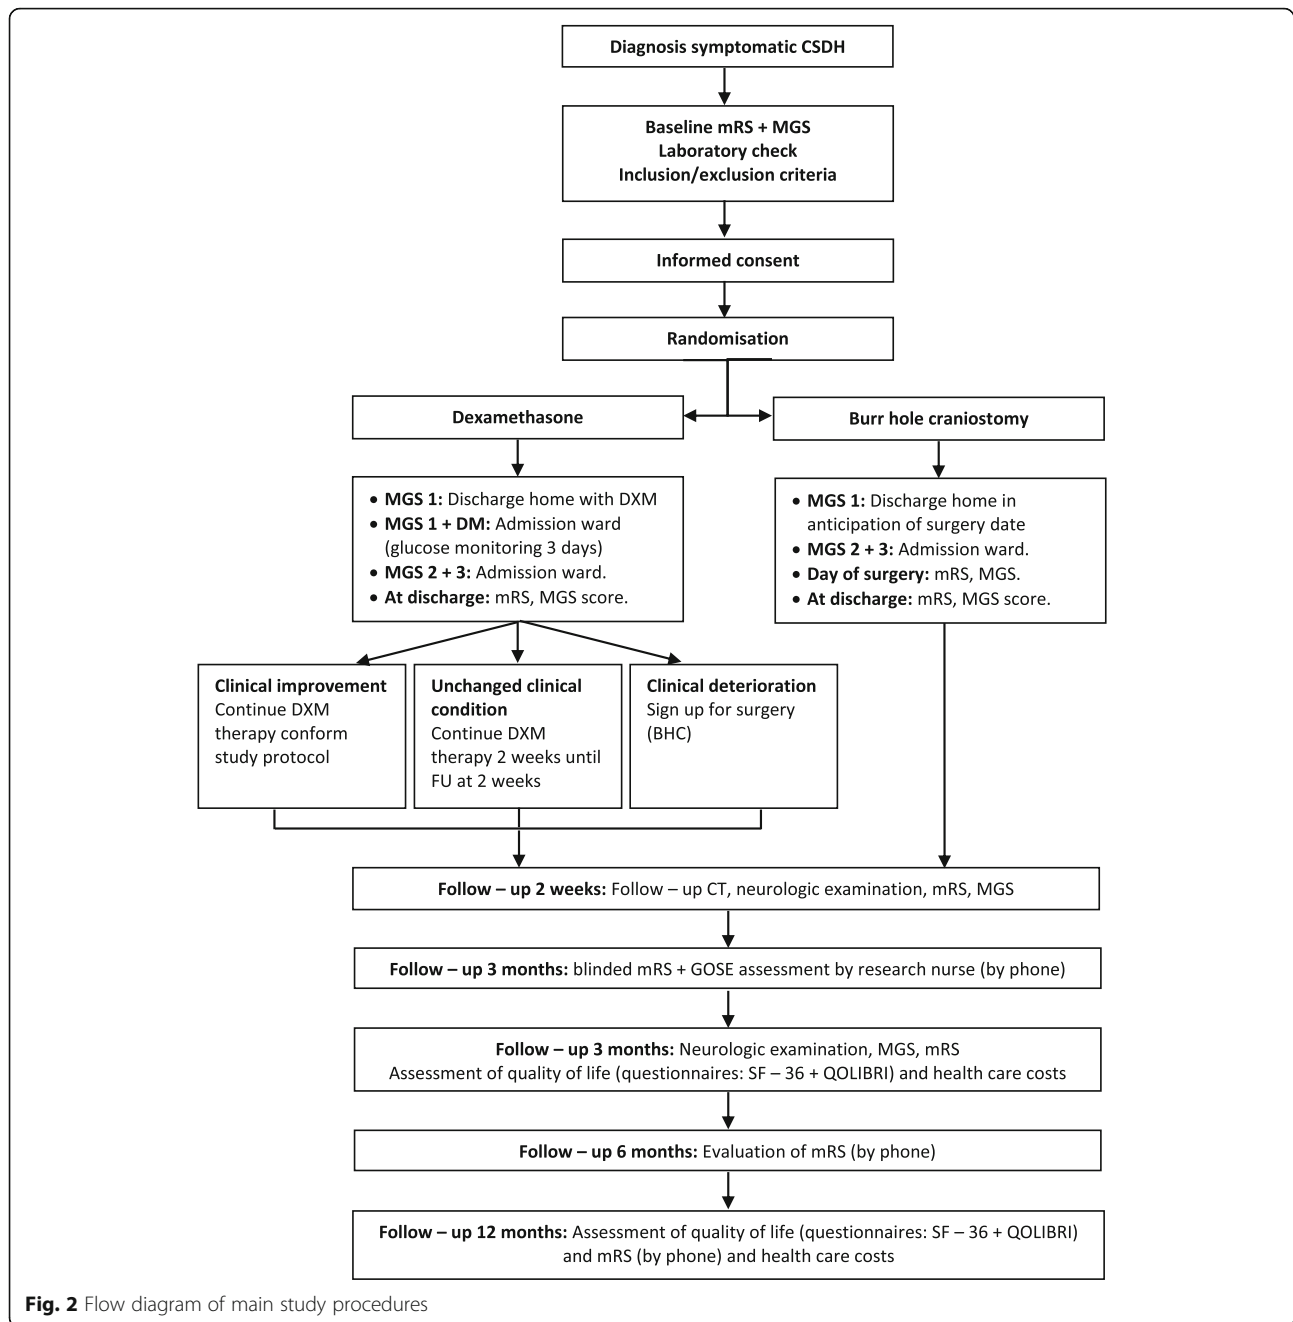 Diagnosis symptomatic CSDH
Baseline mRS + MGS
Laboratory check
Inclusion/exclusion criteria
Informed consent
Randomisation
Dexamethasone
Burr hole craniostomy
• MGS 1: Discharge home with DXM
• MGS 1 + DM: Admission ward
(glucose monitoring 3 days)
• MGS 2 + 3: Admission ward.
• At discharge: mRS, MGS score.
• MGS 1: Discharge home in
anticipation of surgery date
• MGS 2 + 3: Admission ward.
• Day of surgery: mRS, MGS.
• At discharge: mRS, MGS score.
Clinical improvement
Continue DXM
therapy conform
study protocol
Unchanged clinical
condition
Continue DXM
therapy 2 weeks until
FU at 2 weeks
Clinical deterioration
Sign up for surgery
(BHC)
Follow – up 2 weeks: Follow – up CT, neurologic examination, mRS, MGS
Follow – up 3 months: blinded mRS + GOSE assessment by research nurse (by phone)
Follow – up 3 months: Neurologic examination, MGS, mRS
Assessment of quality of life (questionnaires: SF – 36 + QOLIBRI) and health care costs
Follow – up 6 months: Evaluation of mRS (by phone)
Follow – up 12 months: Assessment of quality of life (questionnaires: SF – 36 + QOLIBRI)
and mRS (by phone) and health care costs
Fig. 2 Flow diagram of main study procedures